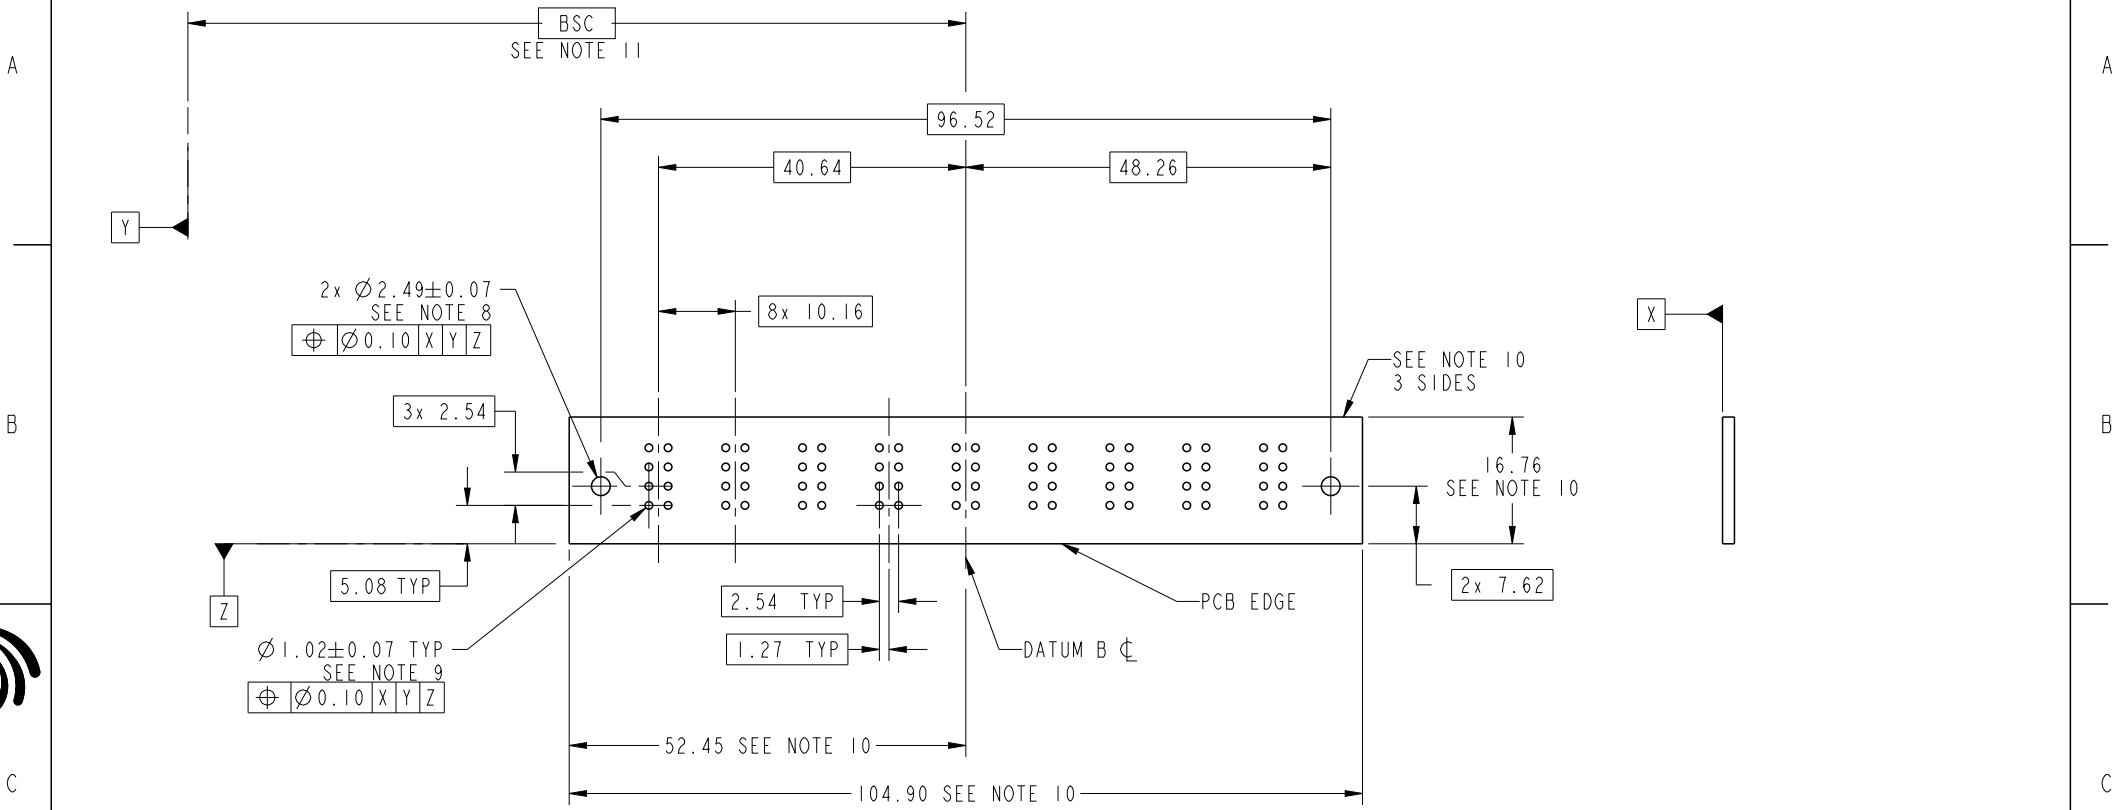 BSC
SEE NOTE 11
A
A
96.52
40.64
48.26
Y
2x Ø2.49±0.07
SEE NOTE 8
⌖ Ø0.10 X Y Z
8x 10.16
X
SEE NOTE 10
3 SIDES
3x 2.54
B
B
16.76
SEE NOTE 10
5.08 TYP
2x 7.62
Z
2.54 TYP
PCB EDGE
Ø1.02±0.07 TYP
SEE NOTE 9
⌖ Ø0.10 X Y Z
1.27 TYP
DATUM B ℄
52.45 SEE NOTE 10
C
C
104.90 SEE NOTE 10